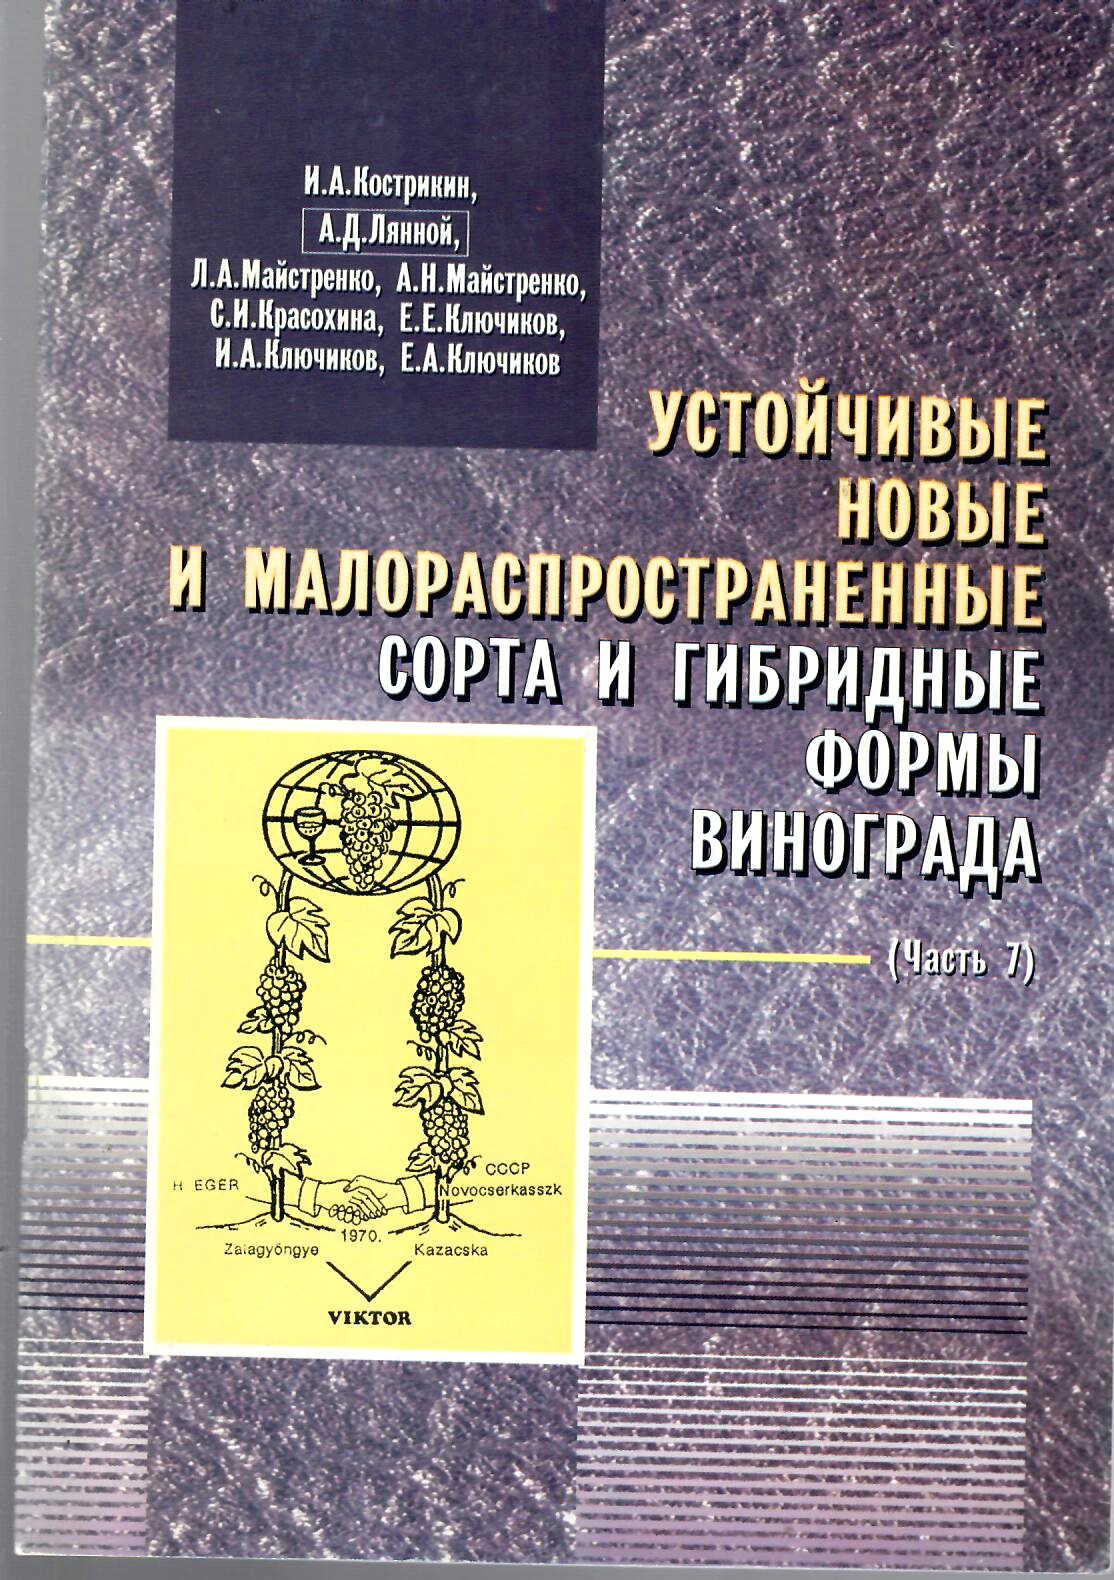 И.А.Кострикин,
А.Д.Лянной,
Л.А.Майстренко, А.Н.Майстренко,
С.И.Красохина, Е.Е.Ключиков,
И.А.Ключиков, Е.А.Ключиков
УСТОЙЧИВЫЕ
НОВЫЕ
И МАЛОРАСПРОСТРАНЕННЫЕ
СОРТА И ГИБРИДНЫЕ
ФОРМЫ
ВИНОГРАДА
(Часть 7)
H EGER
СССР
Novocserkasszk
1970.
Zalagyöngye
Kazacska
VIKTOR